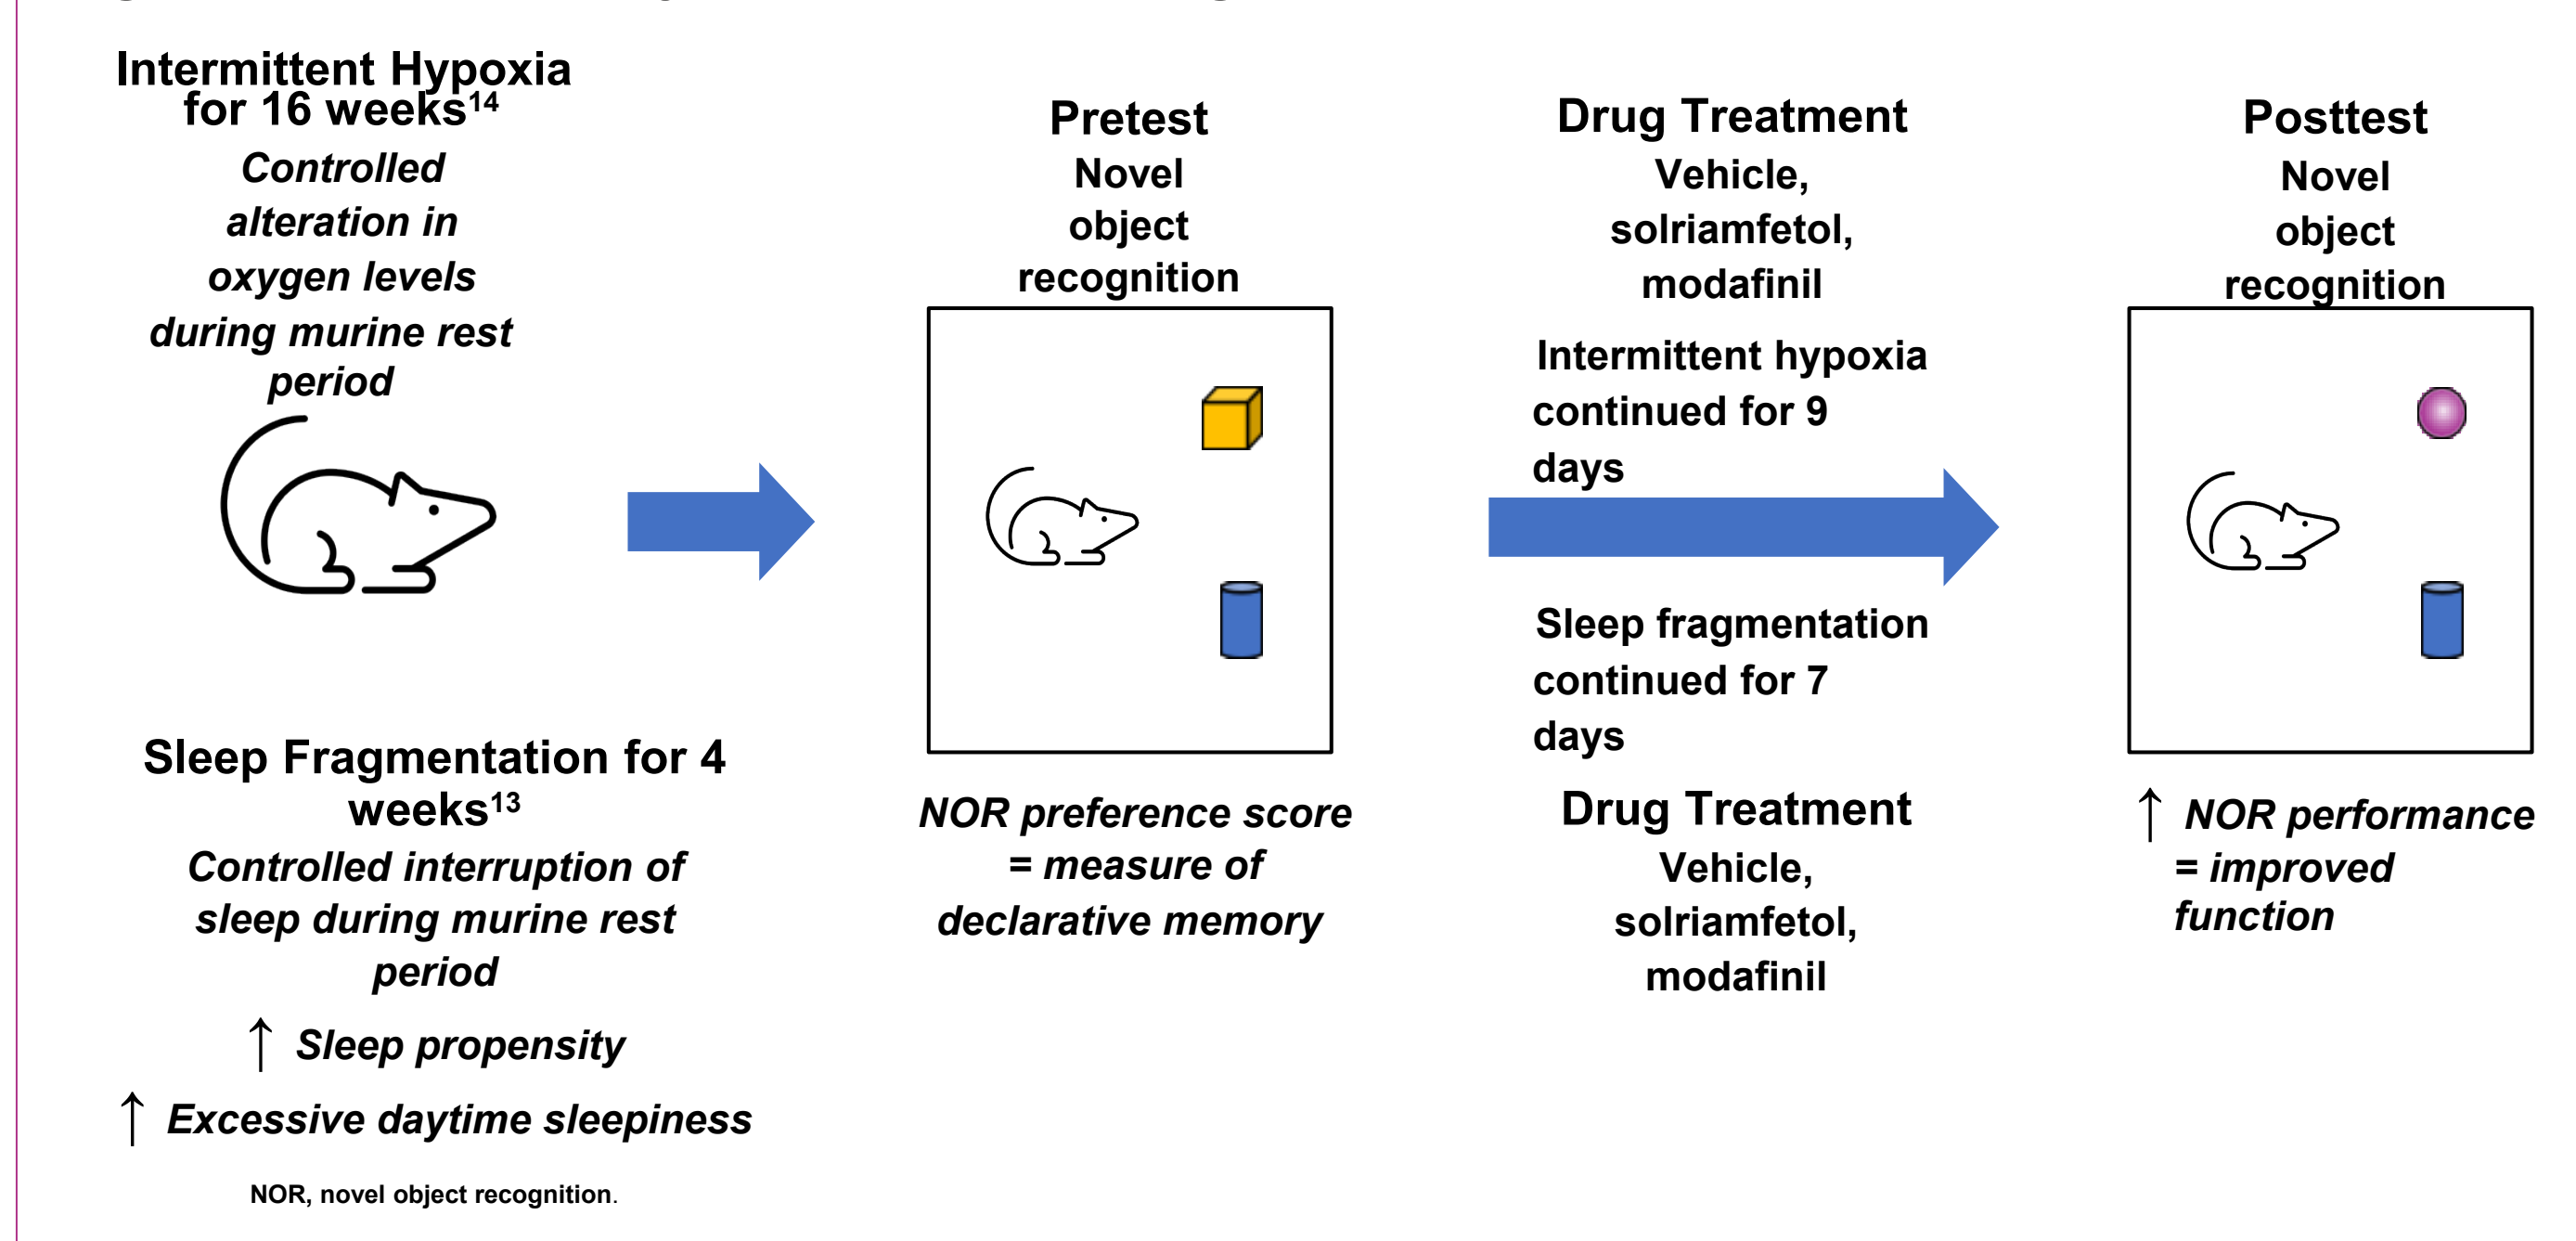 Intermittent Hypoxia
for 16 weeks¹⁴
Controlled
alteration in
oxygen levels
during murine rest
period
Sleep Fragmentation for 4
weeks¹³
Controlled interruption of
sleep during murine rest
period
↑ Sleep propensity
↑ Excessive daytime sleepiness
Pretest
Novel
object
recognition
NOR preference score
= measure of
declarative memory
Drug Treatment
Vehicle,
solriamfetol,
modafinil
Intermittent hypoxia
continued for 9
days
Sleep fragmentation
continued for 7
days
Drug Treatment
Vehicle,
solriamfetol,
modafinil
Posttest
Novel
object
recognition
↑ NOR performance
= improved
function
NOR, novel object recognition.